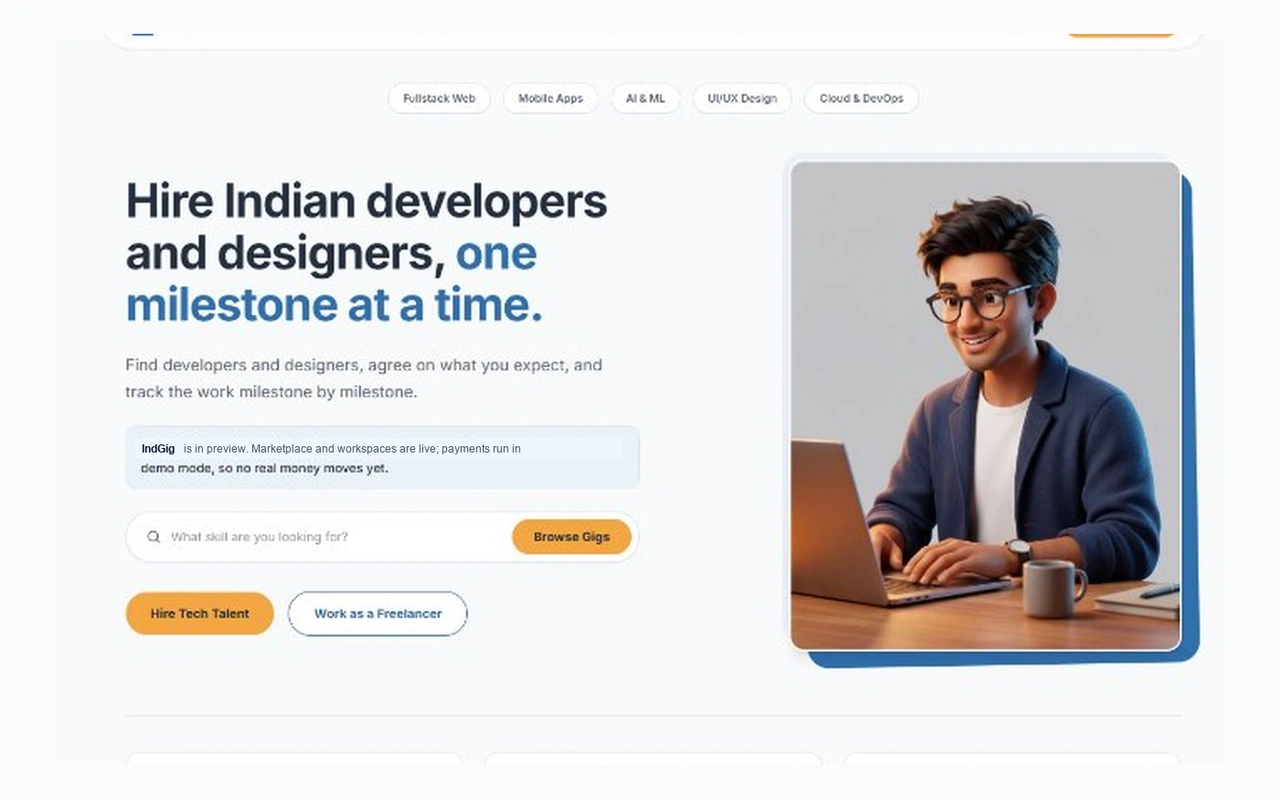 Fullstack Web
Mobile Apps
AI & ML
UI/UX Design
Cloud & DevOps
Hire Indian developers
and designers, one
milestone at a time.
Find developers and designers, agree on what you expect, and
track the work milestone by milestone.
IndGig is in preview. Marketplace and workspaces are live; payments run in
demo mode, so no real money moves yet.
What skill are you looking for?
Browse Gigs
Hire Tech Talent
Work as a Freelancer